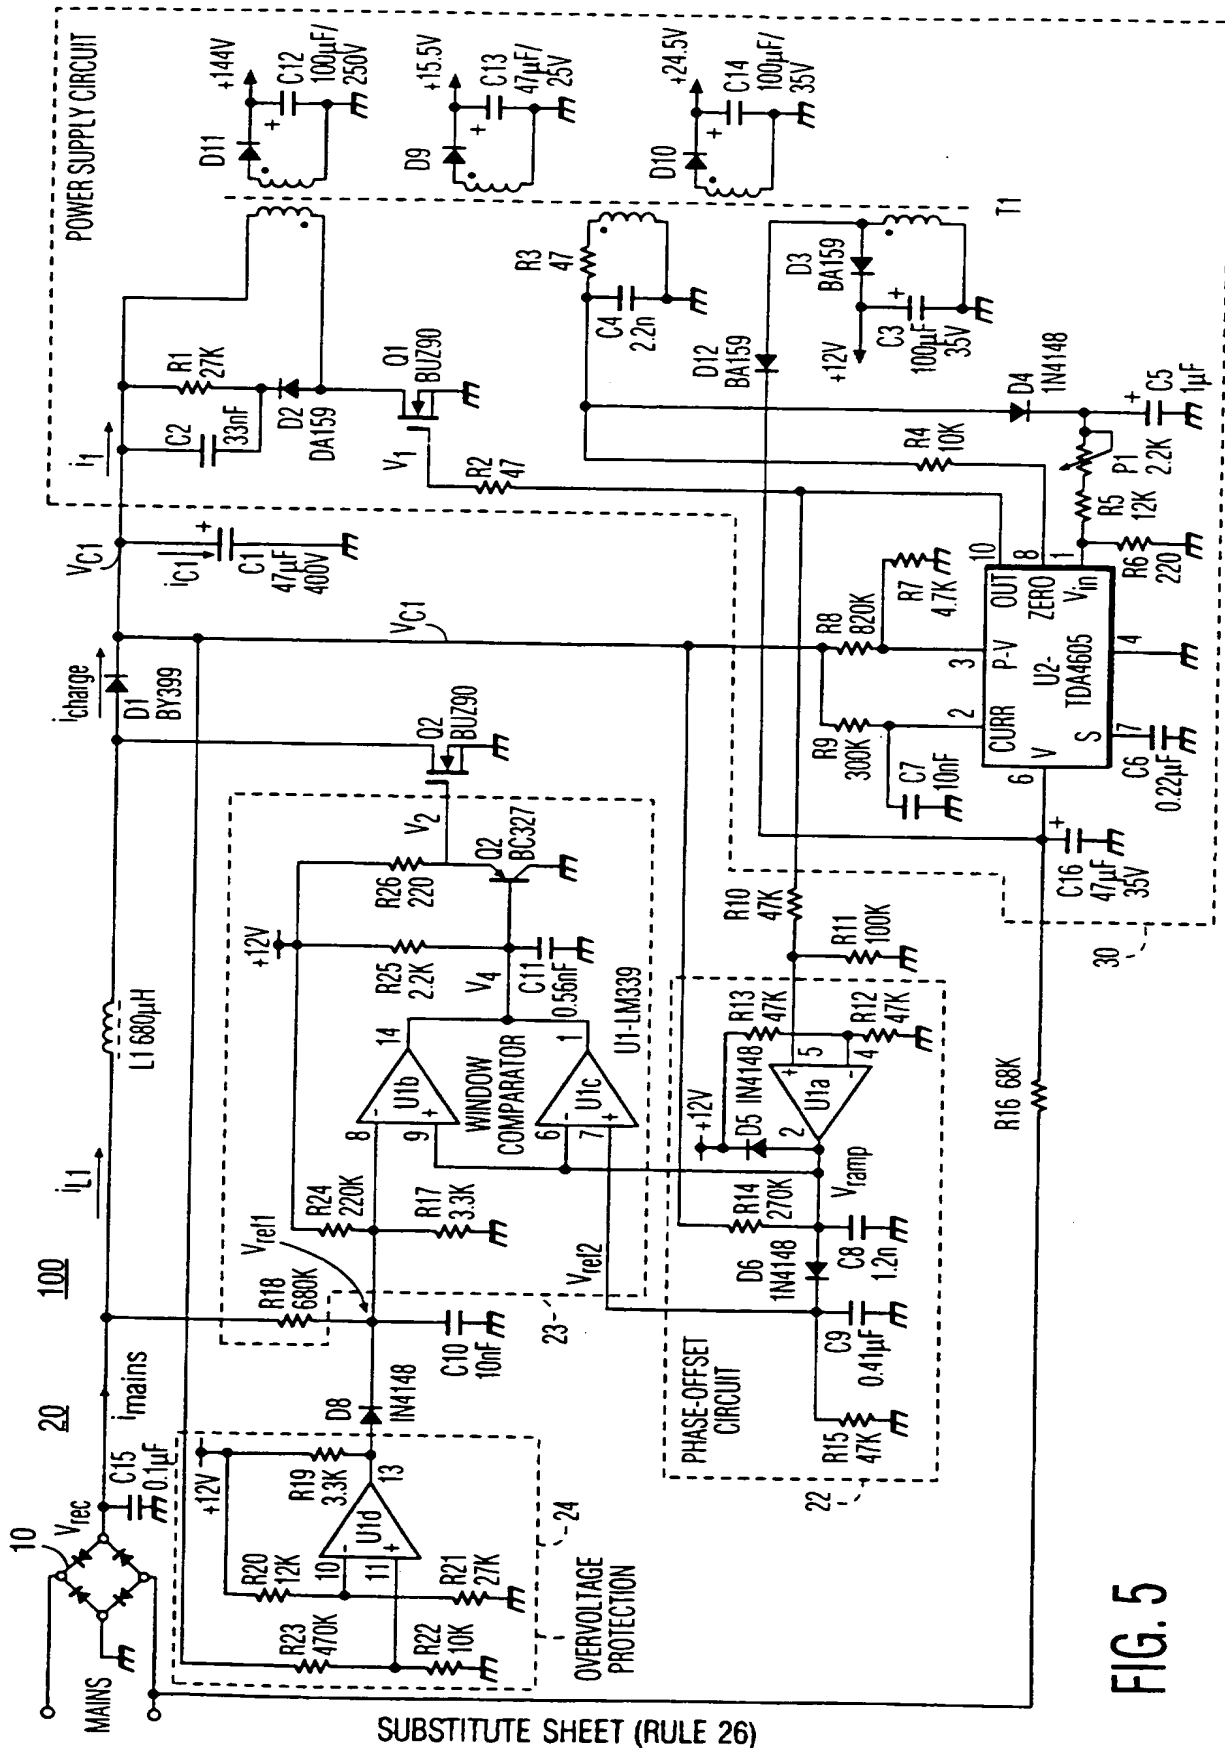 100
20
10
MAINS
Vrec
C15
0.1µF
imains
iL1
L1 680µH
icharge
D1
BY399
VC1
iC1
C1
47µF
400V
i1
POWER SUPPLY CIRCUIT
C2
33nF
R1
27K
D2
DA159
Q1
BUZ90
V1
R2
47
D11
+144V
C12
100µF/
250V
D9
+15.5V
C13
47µF/
25V
D10
+24.5V
C14
100µF/
35V
T1
R3
47
C4
2.2n
D12
BA159
D3
BA159
+12V
C3
100µF
35V
D4
1N4148
C5
1µF
R4
10K
P1
2.2K
R5
12K
R6
220
10
8
1
OUT
ZERO
Vin
U2-
TDA4605
P-V
CURR
V
S
3
2
6
7
4
R8
820K
R7
4.7K
R9
300K
C7
10nF
C6
0.22µF
C16
47µF
35V
30
VC1
Q2
BUZ90
V2
+12V
R26
220
Q2
BC327
R25
2.2K
V4
C11
0.56nF
U1-LM339
14
1
U1b
U1c
WINDOW
COMPARATOR
8
9
6
7
R24
220K
R17
3.3K
Vref1
Vref2
R18
680K
C10
10nF
23
D8
IN4148
+12V
R19
3.3K
13
U1d
10
11
R20
12K
R21
27K
R23
470K
R22
10K
24
OVERVOLTAGE
PROTECTION
R10
47K
R11
100K
R13
47K
R12
47K
+12V
D5 IN4148
5
4
U1a
2
Vramp
R14
270K
D6
1N4148
C8
1.2n
C9
0.41µF
R15
47K
PHASE-OFFSET
CIRCUIT
22
R16 68K
FIG. 5
SUBSTITUTE SHEET (RULE 26)